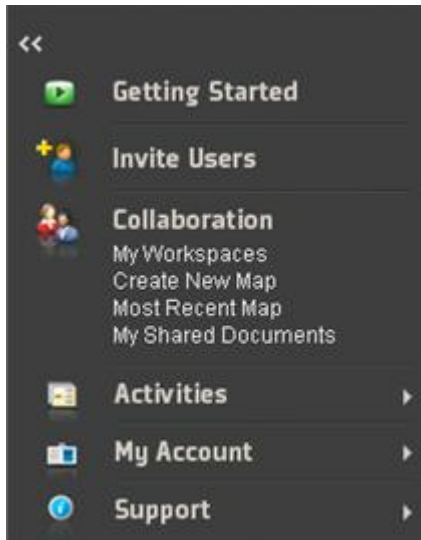 Getting Started
Invite Users
Collaboration
My Workspaces
Create New Map
Most Recent Map
My Shared Documents
Activities
My Account
Support